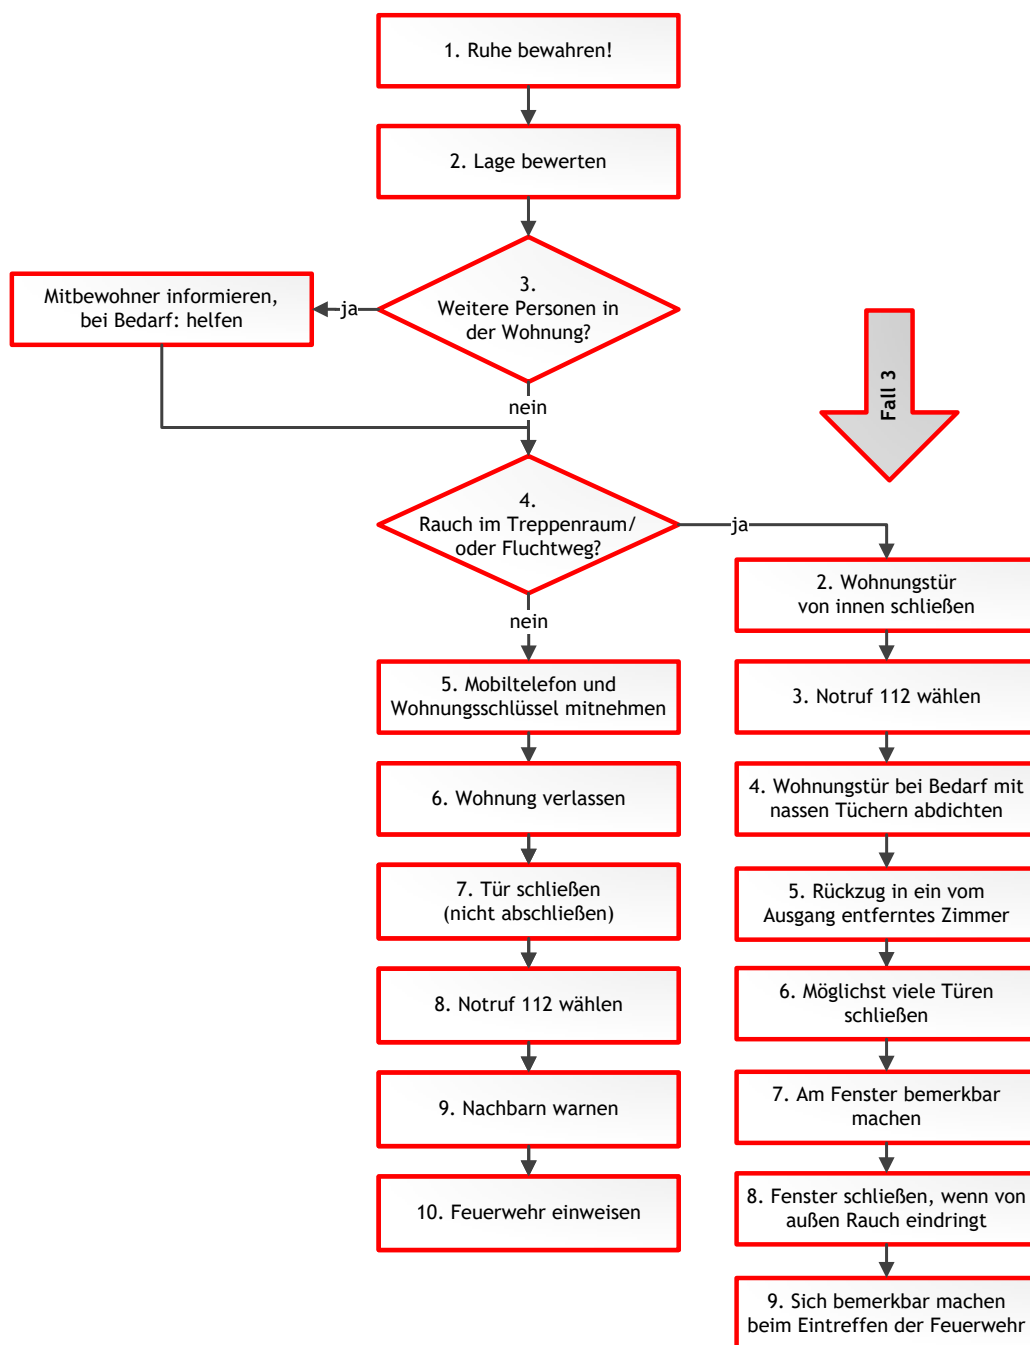 1. Ruhe bewahren!
2. Lage bewerten
3.
Weitere Personen in
der Wohnung?
ja
Mitbewohner informieren,
bei Bedarf: helfen
nein
Fall 3
4.
Rauch im Treppenraum/
oder Fluchtweg?
ja
nein
5. Mobiltelefon und
Wohnungsschlüssel mitnehmen
6. Wohnung verlassen
7. Tür schließen
(nicht abschließen)
8. Notruf 112 wählen
9. Nachbarn warnen
10. Feuerwehr einweisen
2. Wohnungstür
von innen schließen
3. Notruf 112 wählen
4. Wohnungstür bei Bedarf mit
nassen Tüchern abdichten
5. Rückzug in ein vom
Ausgang entferntes Zimmer
6. Möglichst viele Türen
schließen
7. Am Fenster bemerkbar
machen
8. Fenster schließen, wenn von
außen Rauch eindringt
9. Sich bemerkbar machen
beim Eintreffen der Feuerwehr